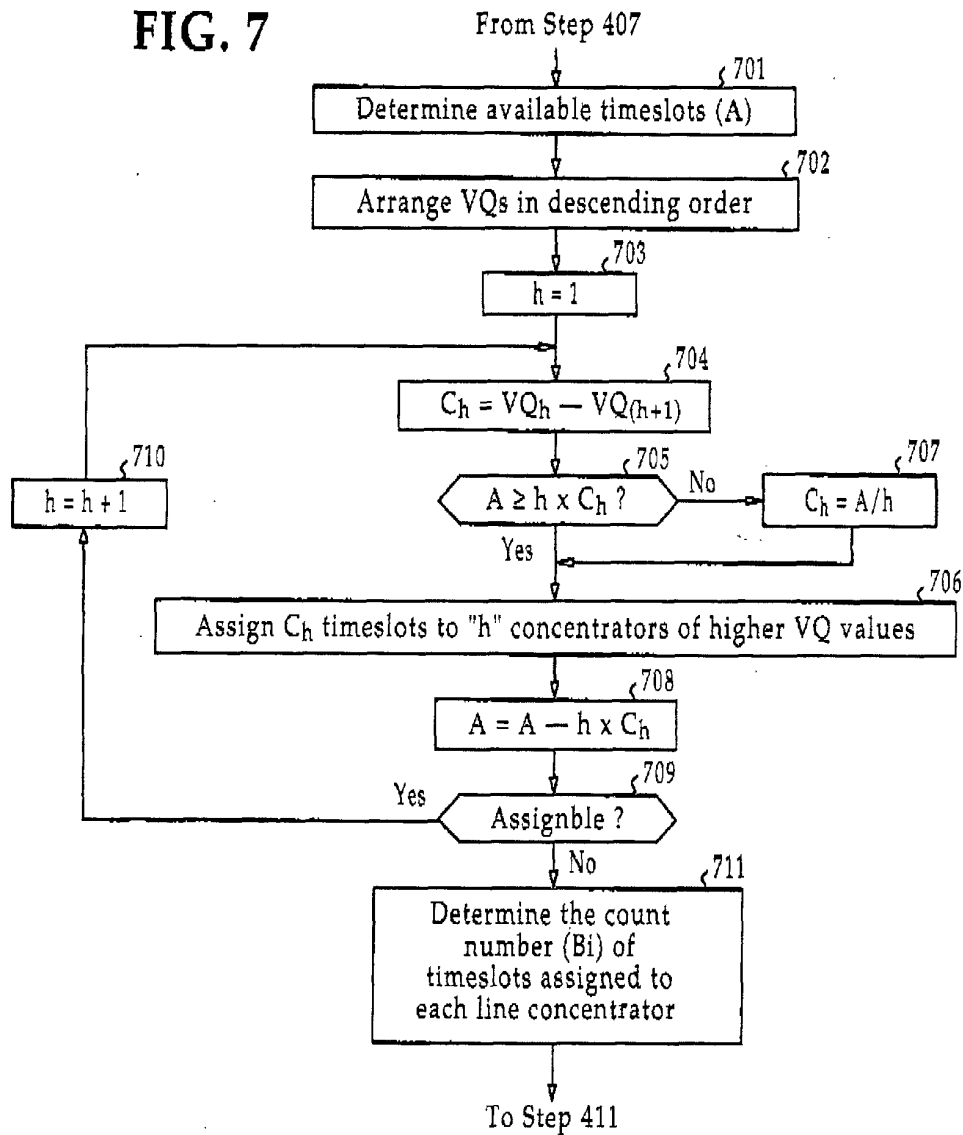 FIG. 7
From Step 407
701
Determine available timeslots (A)
702
Arrange VQs in descending order
703
h = 1
704
Ch = VQh — VQ(h+1)
705
A ≥ h x Ch ?
No
707
Ch = A/h
710
h = h + 1
Yes
706
Assign Ch timeslots to "h" concentrators of higher VQ values
708
A = A — h x Ch
709
Yes
Assignble ?
No
711
Determine the count
number (Bi) of
timeslots assigned to
each line concentrator
To Step 411